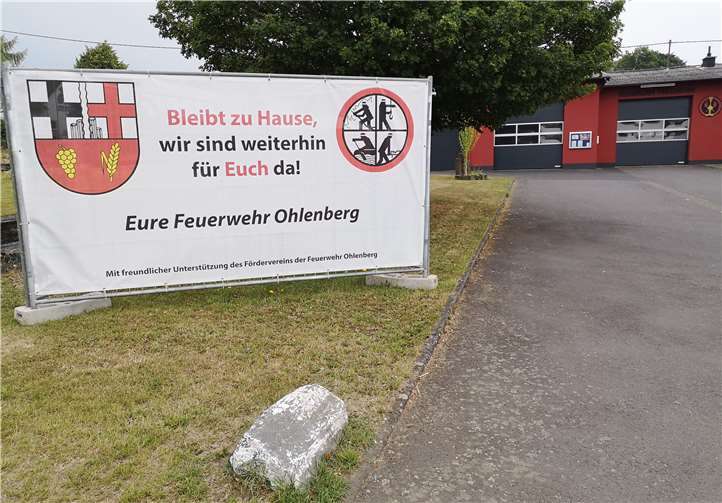 Bleibt zu Hause,
wir sind weiterhin
für Euch da!
Eure Feuerwehr Ohlenberg
Mit freundlicher Unterstützung des Fördervereins der Feuerwehr Ohlenberg